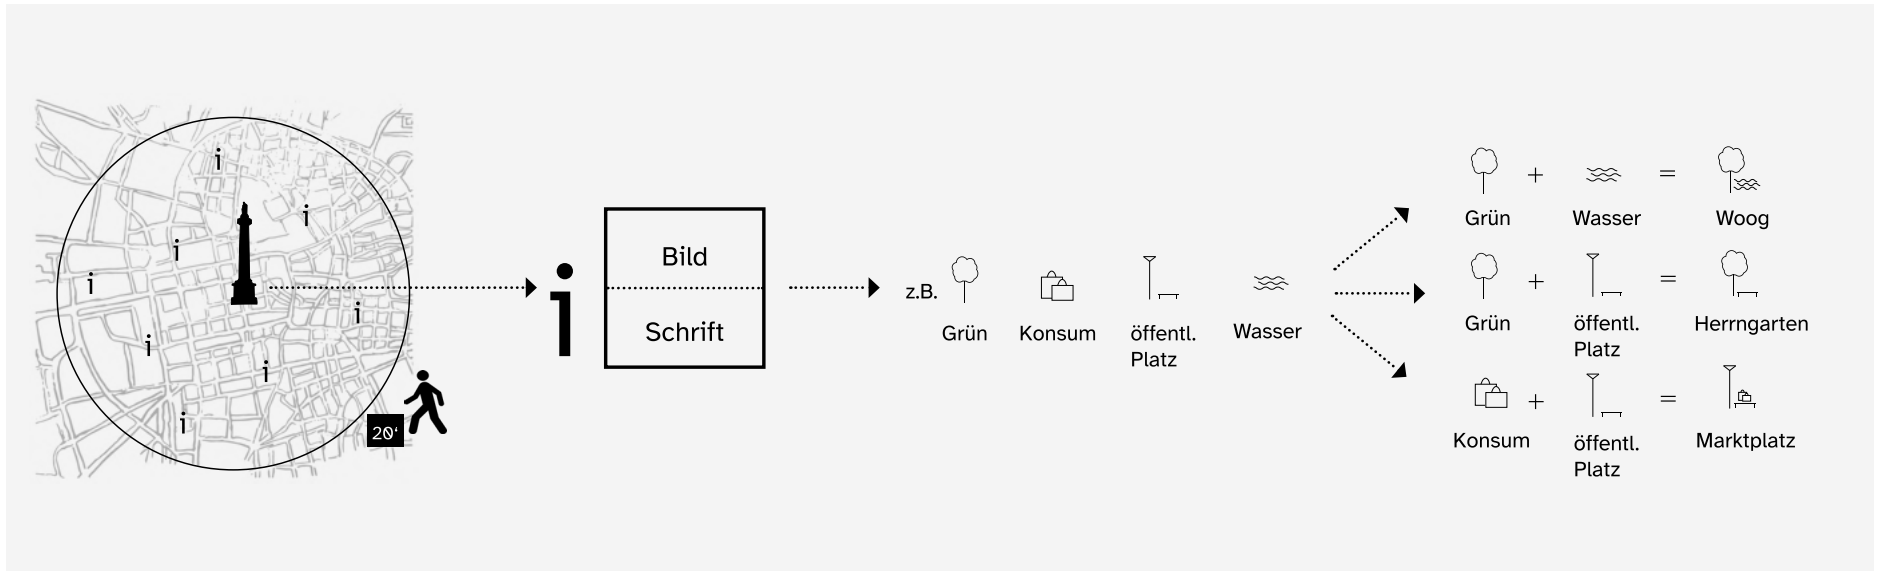 i
i
i
i
i
i
i
i
20‘
i
Bild
Schrift
z.B.
Grün
Konsum
öffentl.
Platz
Wasser
Grün + Wasser = Woog
Grün + öffentl.
Platz = Herrngarten
Konsum + öffentl.
Platz = Marktplatz